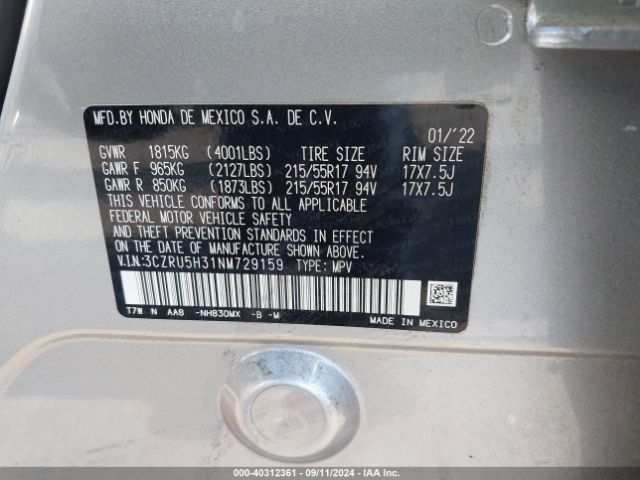 MFD.BY HONDA DE MEXICO S.A. DE C.V.
01/'22
GVWR 1815KG (4001LBS) TIRE SIZE RIM SIZE
GAWR F 965KG (2127LBS) 215/55R17 94V 17X7.5J
GAWR R 850KG (1873LBS) 215/55R17 94V 17X7.5J
THIS VEHICLE CONFORMS TO ALL APPLICABLE
FEDERAL MOTOR VEHICLE SAFETY
AND THEFT PREVENTION STANDARDS IN EFFECT
ON THE DATE OF MANUFACTURE SHOWN ABOVE.
V.I.N:3CZRU5H31NM729159 TYPE: MPV
T7W N AA8 -NH830MX -B -M
MADE IN MEXICO
000-40312361 - 09/11/2024 - IAA Inc.